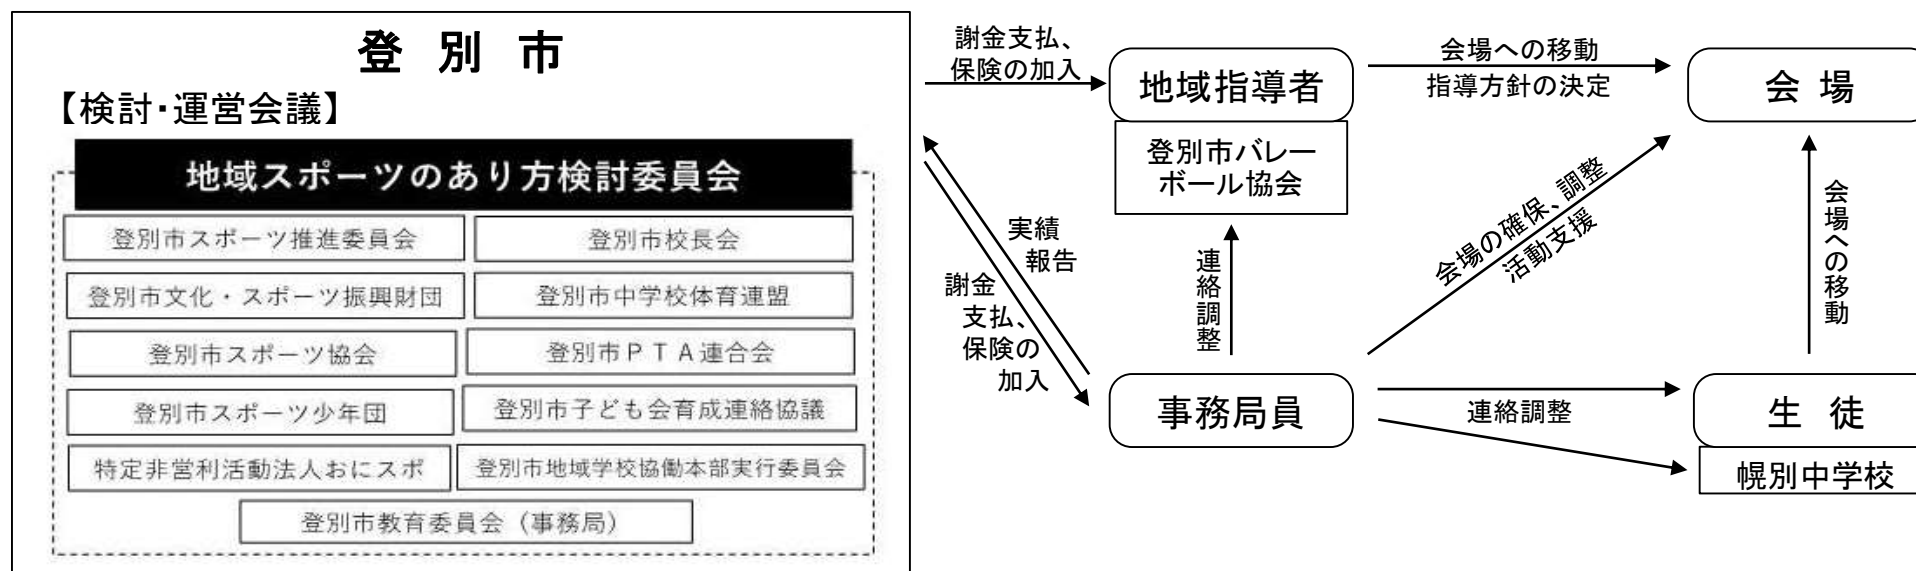 登別市
【検討・運営会議】
地域スポーツのあり方検討委員会
登別市スポーツ推進委員会
登別市校長会
登別市文化・スポーツ振興財団
登別市中学校体育連盟
登別市スポーツ協会
登別市ＰＴＡ連合会
登別市スポーツ少年団
登別市子ども会育成連絡協議
特定非営利活動法人おにスポ
登別市地域学校協働本部実行委員会
登別市教育委員会（事務局）
謝金支払、
保険の加入
地域指導者
登別市バレー
ボール協会
会場への移動
指導方針の決定
会場
実績
報告
謝金
支払、
保険の
加入
連絡調整
会場の確保、調整
活動支援
会場への移動
事務局員
連絡調整
生徒
幌別中学校